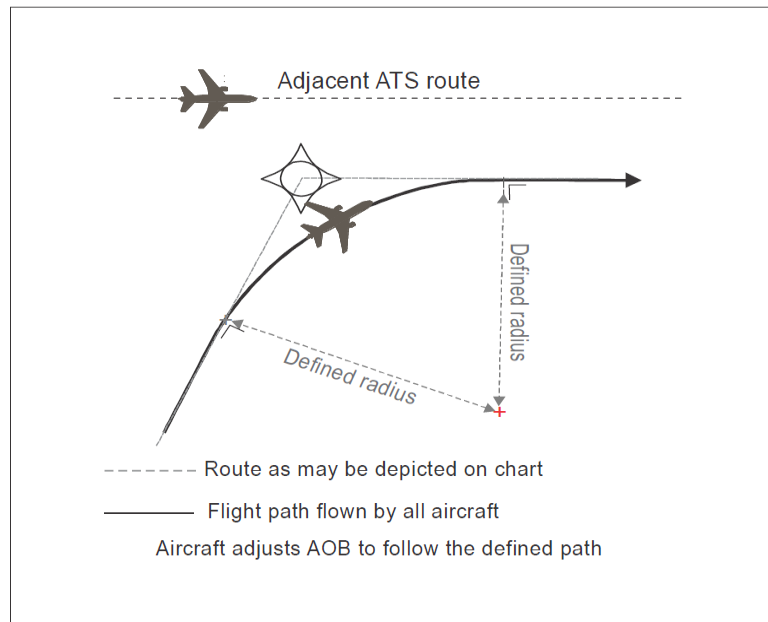 Adjacent ATS route
Defined radius
Defined radius
Route as may be depicted on chart
Flight path flown by all aircraft
Aircraft adjusts AOB to follow the defined path